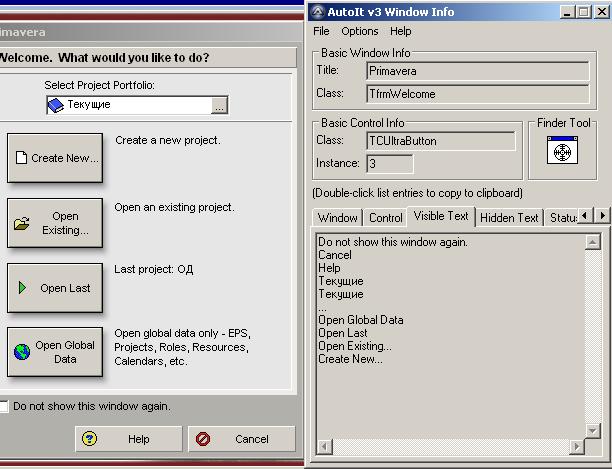 imavera
Welcome. What would you like to do?
Select Project Portfolio:
Текущие
...
Create New...
Create a new project.
Open
Existing...
Open an existing project.
Open Last
Last project: ОД
Open Global
Data
Open global data only - EPS,
Projects, Roles, Resources,
Calendars, etc.
Do not show this window again.
Help
Cancel
AutoIt v3 Window Info
File Options Help
Basic Window Info
Title: Primavera
Class: TfrmWelcome
Basic Control Info
Class: TCUltraButton
Instance: 3
Finder Tool
(Double-click list entries to copy to clipboard)
Window Control Visible Text Hidden Text Statu
Do not show this window again.
Cancel
Help
Текущие
Текущие
...
Open Global Data
Open Last
Open Existing...
Create New...